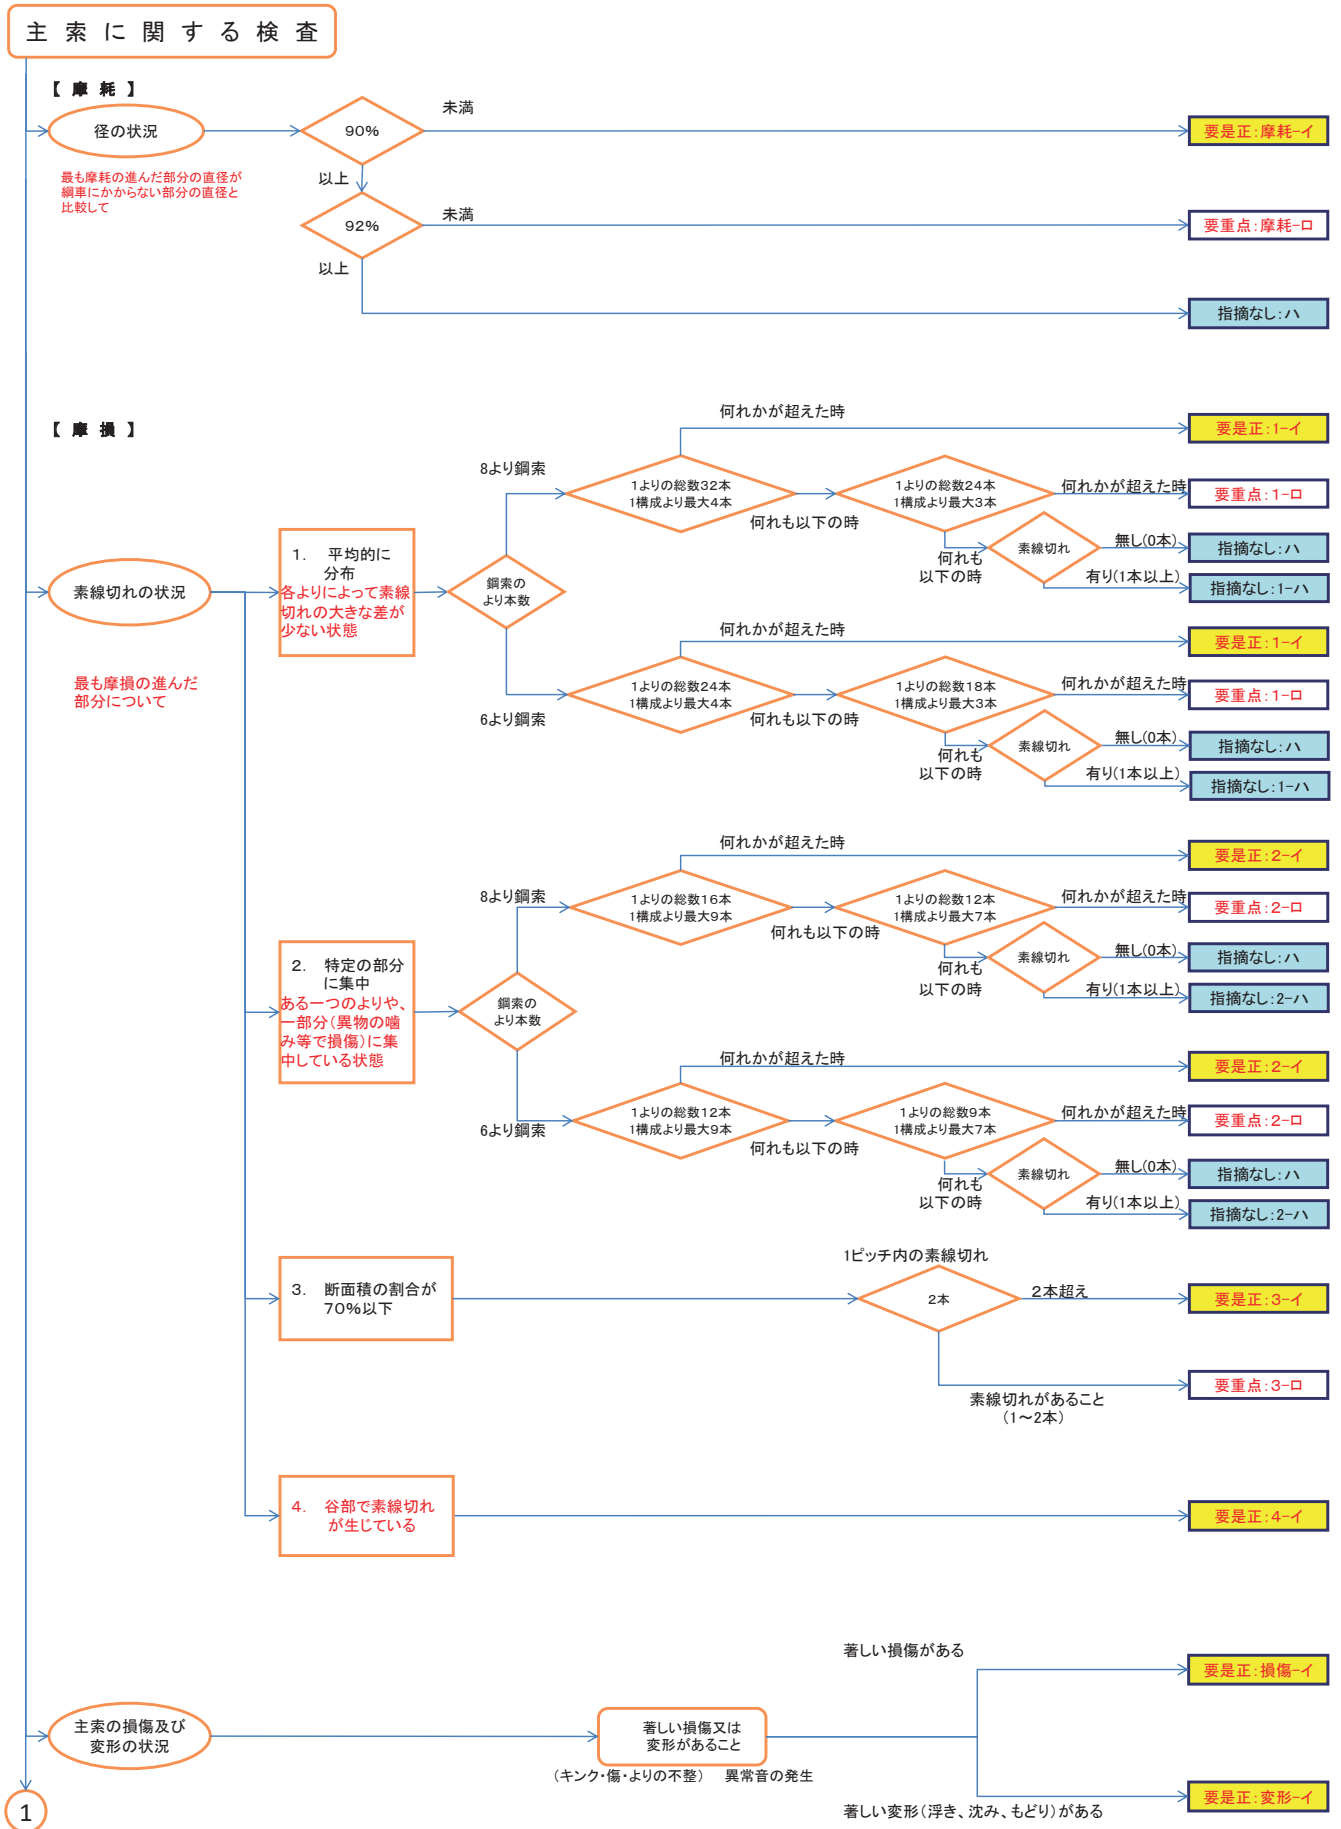 主索に関する検査
【 摩 耗 】
径の状況
90%
未満
要是正:摩耗-イ
最も摩耗の進んだ部分の直径が
綱車にかからない部分の直径と
比較して
以上
92%
未満
要重点:摩耗-ロ
以上
指摘なし:ハ
【 摩 損 】
何れかが超えた時
要是正:1-イ
8より鋼索
1よりの総数32本
1構成より最大4本
何れも以下の時
1よりの総数24本
1構成より最大3本
何れかが超えた時
要重点:1-ロ
何れも
以下の時
素線切れ
無し(0本)
指摘なし:ハ
有り(1本以上)
指摘なし:1-ハ
素線切れの状況
1. 平均的に
分布
各よりによって素線
切れの大きな差が
少ない状態
鋼索の
より本数
最も摩損の進んだ
部分について
何れかが超えた時
要是正:1-イ
6より鋼索
1よりの総数24本
1構成より最大4本
何れも以下の時
1よりの総数18本
1構成より最大3本
何れかが超えた時
要重点:1-ロ
何れも
以下の時
素線切れ
無し(0本)
指摘なし:ハ
有り(1本以上)
指摘なし:1-ハ
何れかが超えた時
要是正:2-イ
8より鋼索
1よりの総数16本
1構成より最大9本
何れも以下の時
1よりの総数12本
1構成より最大7本
何れかが超えた時
要重点:2-ロ
何れも
以下の時
素線切れ
無し(0本)
指摘なし:ハ
有り(1本以上)
指摘なし:2-ハ
2. 特定の部分
に集中
ある一つのよりや、
一部分(異物の噛
み等で損傷)に集
中している状態
鋼索の
より本数
何れかが超えた時
要是正:2-イ
6より鋼索
1よりの総数12本
1構成より最大9本
何れも以下の時
1よりの総数9本
1構成より最大7本
何れかが超えた時
要重点:2-ロ
何れも
以下の時
素線切れ
無し(0本)
指摘なし:ハ
有り(1本以上)
指摘なし:2-ハ
3. 断面積の割合が
70%以下
1ピッチ内の素線切れ
2本
2本超え
要是正:3-イ
素線切れがあること
(1～2本)
要重点:3-ロ
4. 谷部で素線切れ
が生じている
要是正:4-イ
著しい損傷がある
要是正:損傷-イ
主索の損傷及び
変形の状況
著しい損傷又は
変形があること
(キンク・傷・よりの不整) 異常音の発生
著しい変形(浮き、沈み、もどり)がある
要是正:変形-イ
1